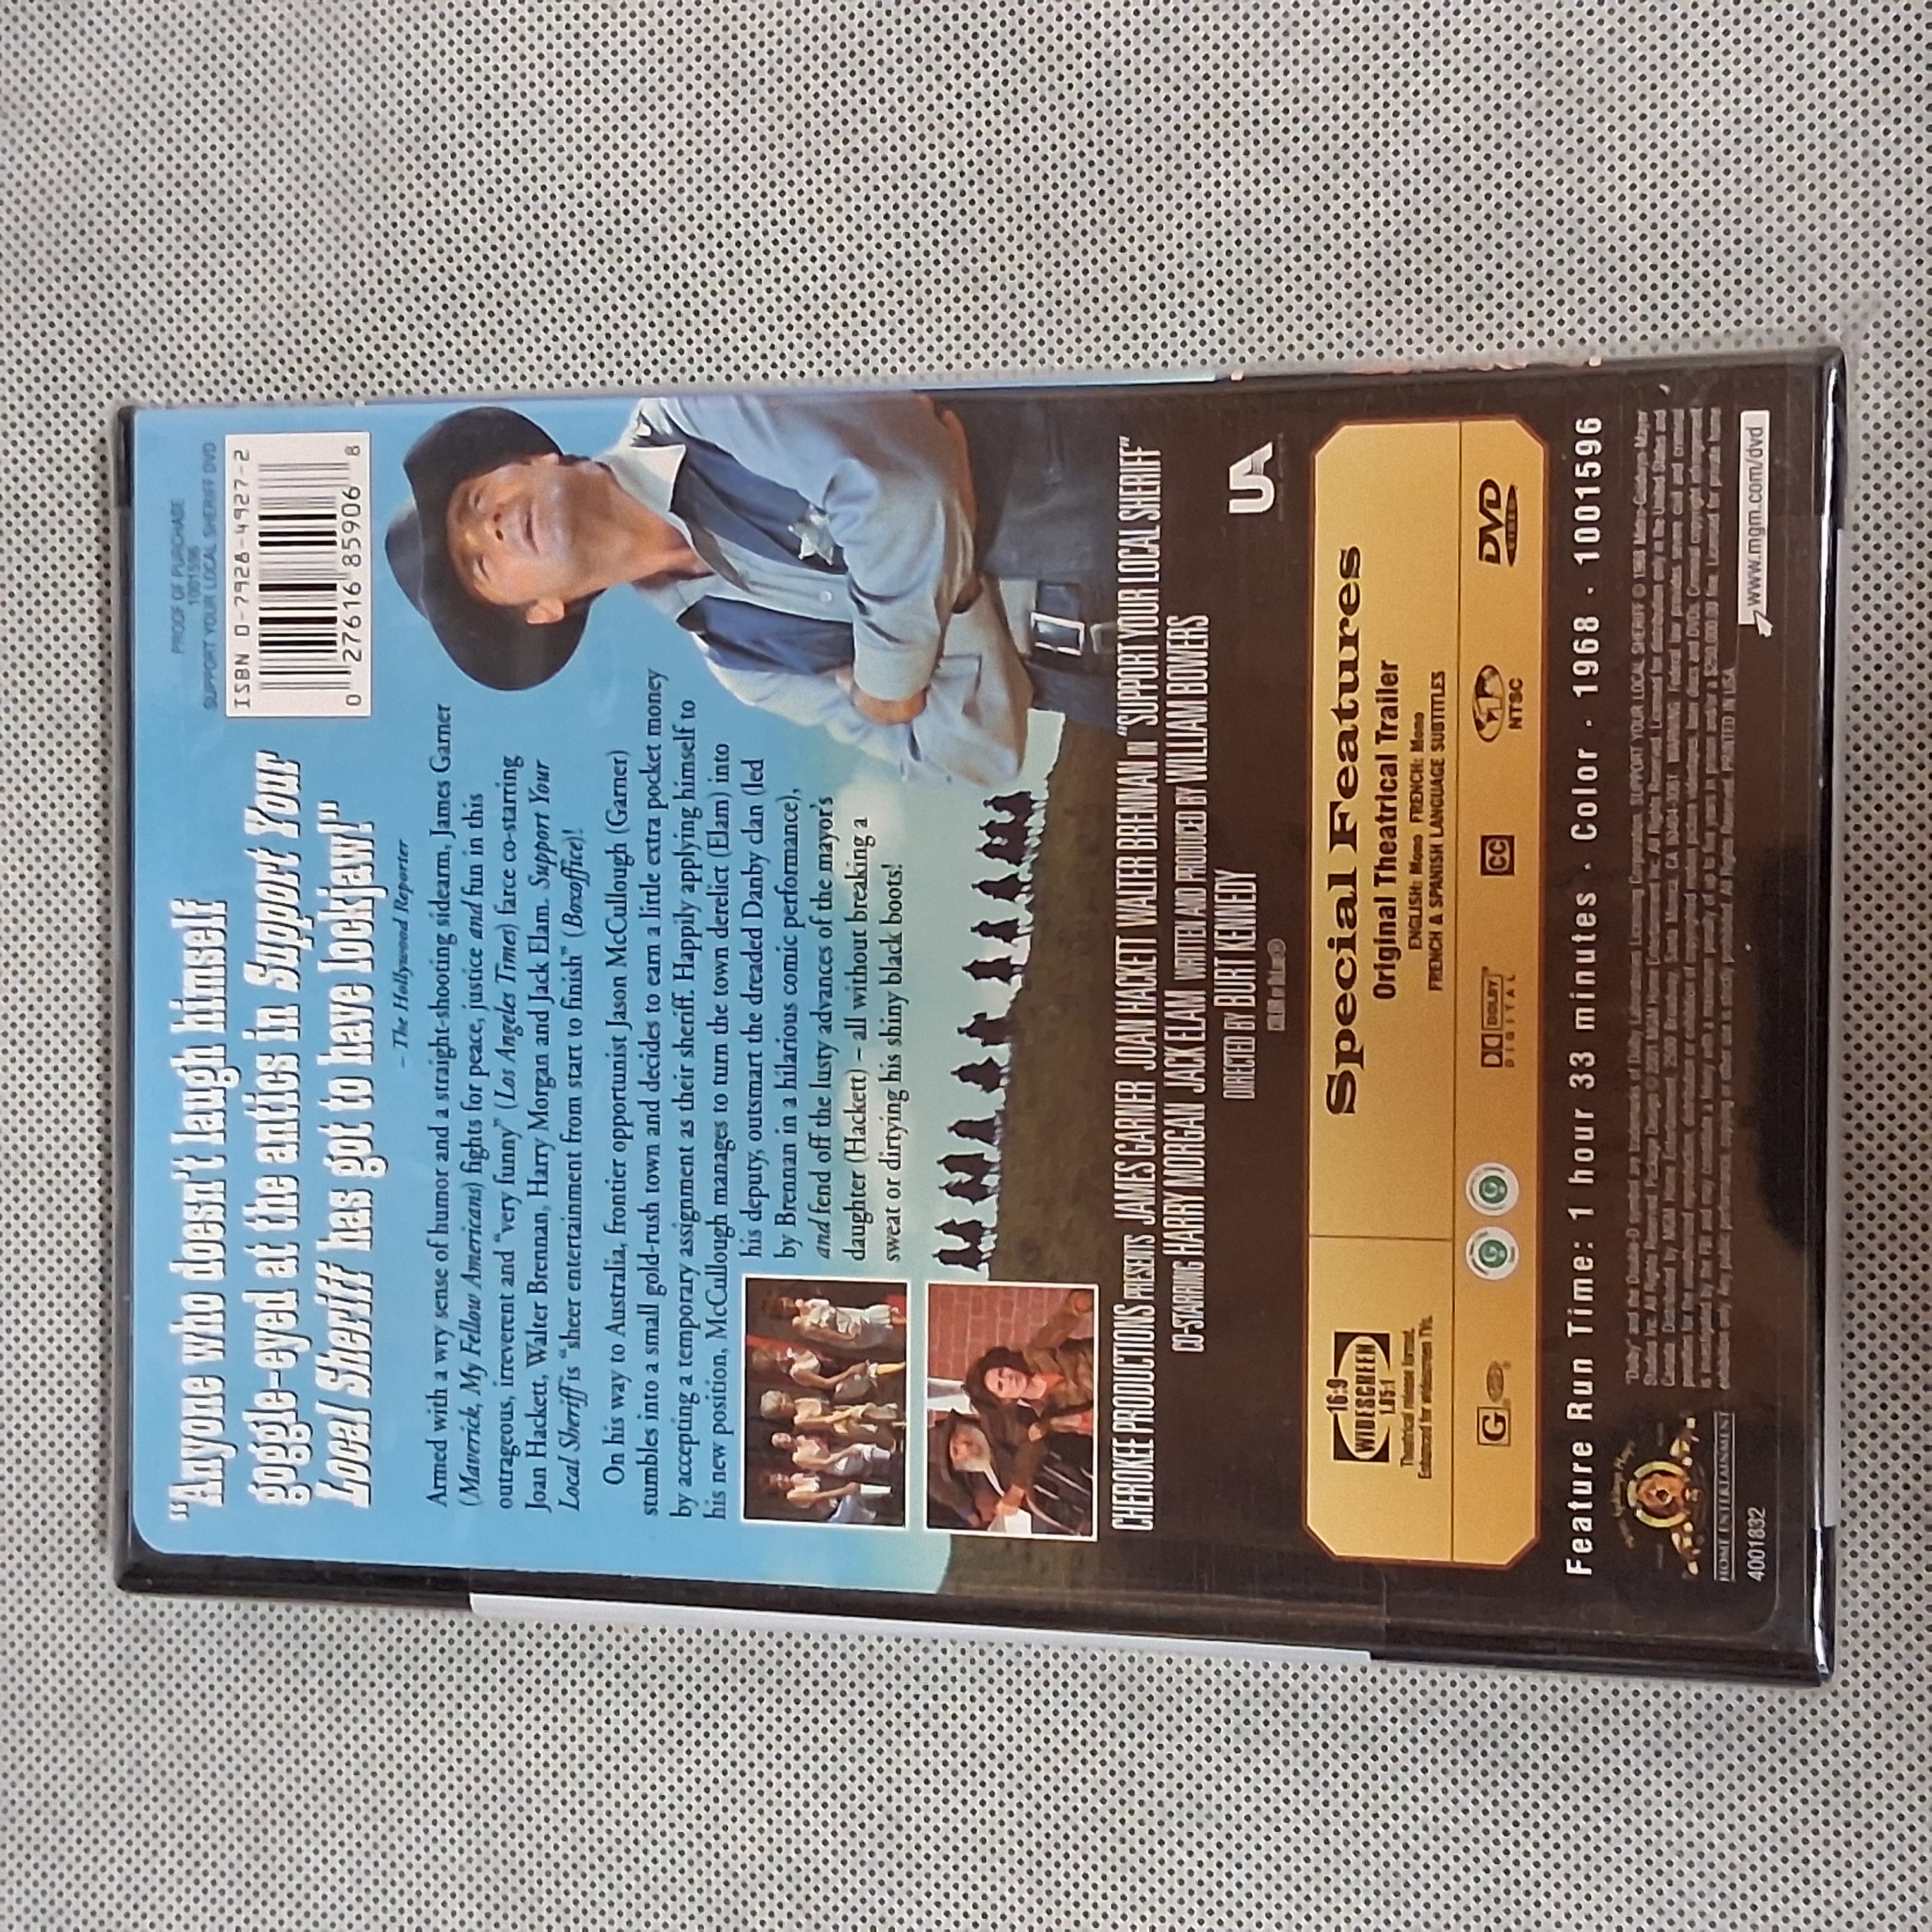 PROOF OF PURCHASE
1001596
SUPPORT YOUR LOCAL SHERIFF DVD
ISBN 0-7928-4927-2
0 27616 85906 8
“Anyone who doesn't laugh himself
goggle-eyed at the antics in Support Your
Local Sheriff has got to have lockjaw!”
– The Hollywood Reporter
Armed with a wry sense of humor and a straight-shooting sidearm, James Garner
(Maverick, My Fellow Americans) fights for peace, justice and fun in this
outrageous, irreverent and “very funny” (Los Angeles Times) farce co-starring
Joan Hackett, Walter Brennan, Harry Morgan and Jack Elam. Support Your
Local Sheriff is “sheer entertainment from start to finish” (Boxoffice)!
On his way to Australia, frontier opportunist Jason McCullough (Garner)
stumbles into a small gold-rush town and decides to earn a little extra pocket money
by accepting a temporary assignment as their sheriff. Happily applying himself to
his new position, McCullough manages to turn the town derelict (Elam) into
his deputy, outsmart the dreaded Danby clan (led
by Brennan in a hilarious comic performance),
and fend off the lusty advances of the mayor's
daughter (Hackett) – all without breaking a
sweat or dirtying his shiny black boots!
CHEROKEE PRODUCTIONS PRESENTS JAMES GARNER JOAN HACKETT WALTER BRENNAN IN “SUPPORT YOUR LOCAL SHERIFF”
CO-STARRING HARRY MORGAN JACK ELAM WRITTEN AND PRODUCED BY WILLIAM BOWERS
DIRECTED BY BURT KENNEDY
UA
16:9
WIDESCREEN
1.85:1
Theatrical release format.
Enhanced for widescreen TVs.
Special Features
Original Theatrical Trailer
ENGLISH: Mono FRENCH: Mono
FRENCH & SPANISH LANGUAGE SUBTITLES
G
G
G
DOLBY
DIGITAL
CC
NTSC
DVD
VIDEO
Feature Run Time: 1 hour 33 minutes · Color · 1968 · 1001596
HOME ENTERTAINMENT
4001832
www.mgm.com/dvd